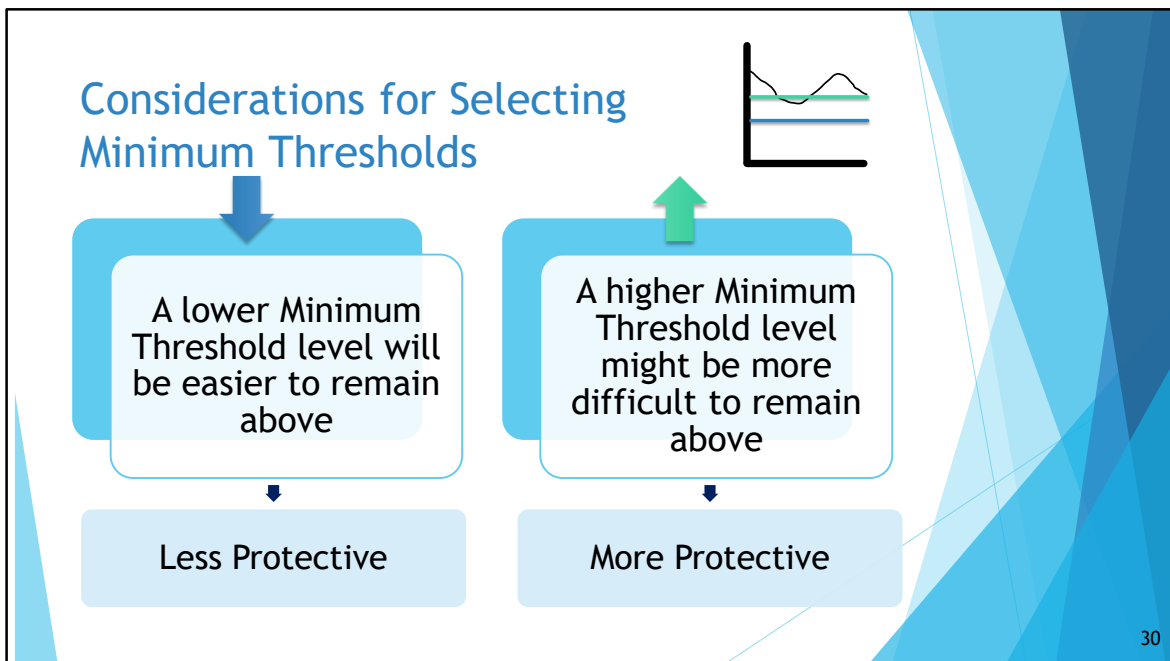 Considerations for Selecting
Minimum Thresholds
A lower Minimum
Threshold level will
be easier to remain
above
Less Protective
A higher Minimum
Threshold level
might be more
difficult to remain
above
More Protective
30